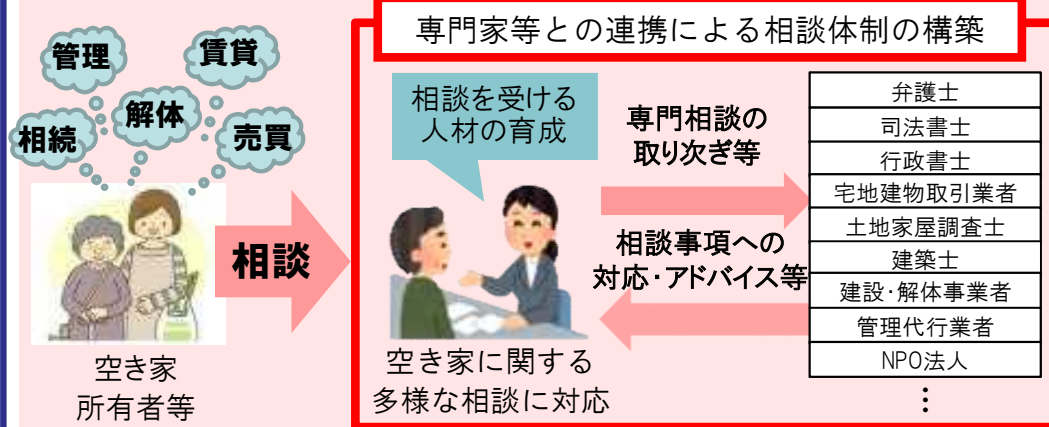 専門家等との連携による相談体制の構築
管理
賃貸
解体
相続
売買
相談
空き家
所有者等
相談を受ける
人材の育成
空き家に関する
多様な相談に対応
専門相談の
取り次ぎ等
相談事項への
対応・アドバイス等
弁護士
司法書士
行政書士
宅地建物取引業者
土地家屋調査士
建築士
建設・解体事業者
管理代行業者
NPO法人
⋮